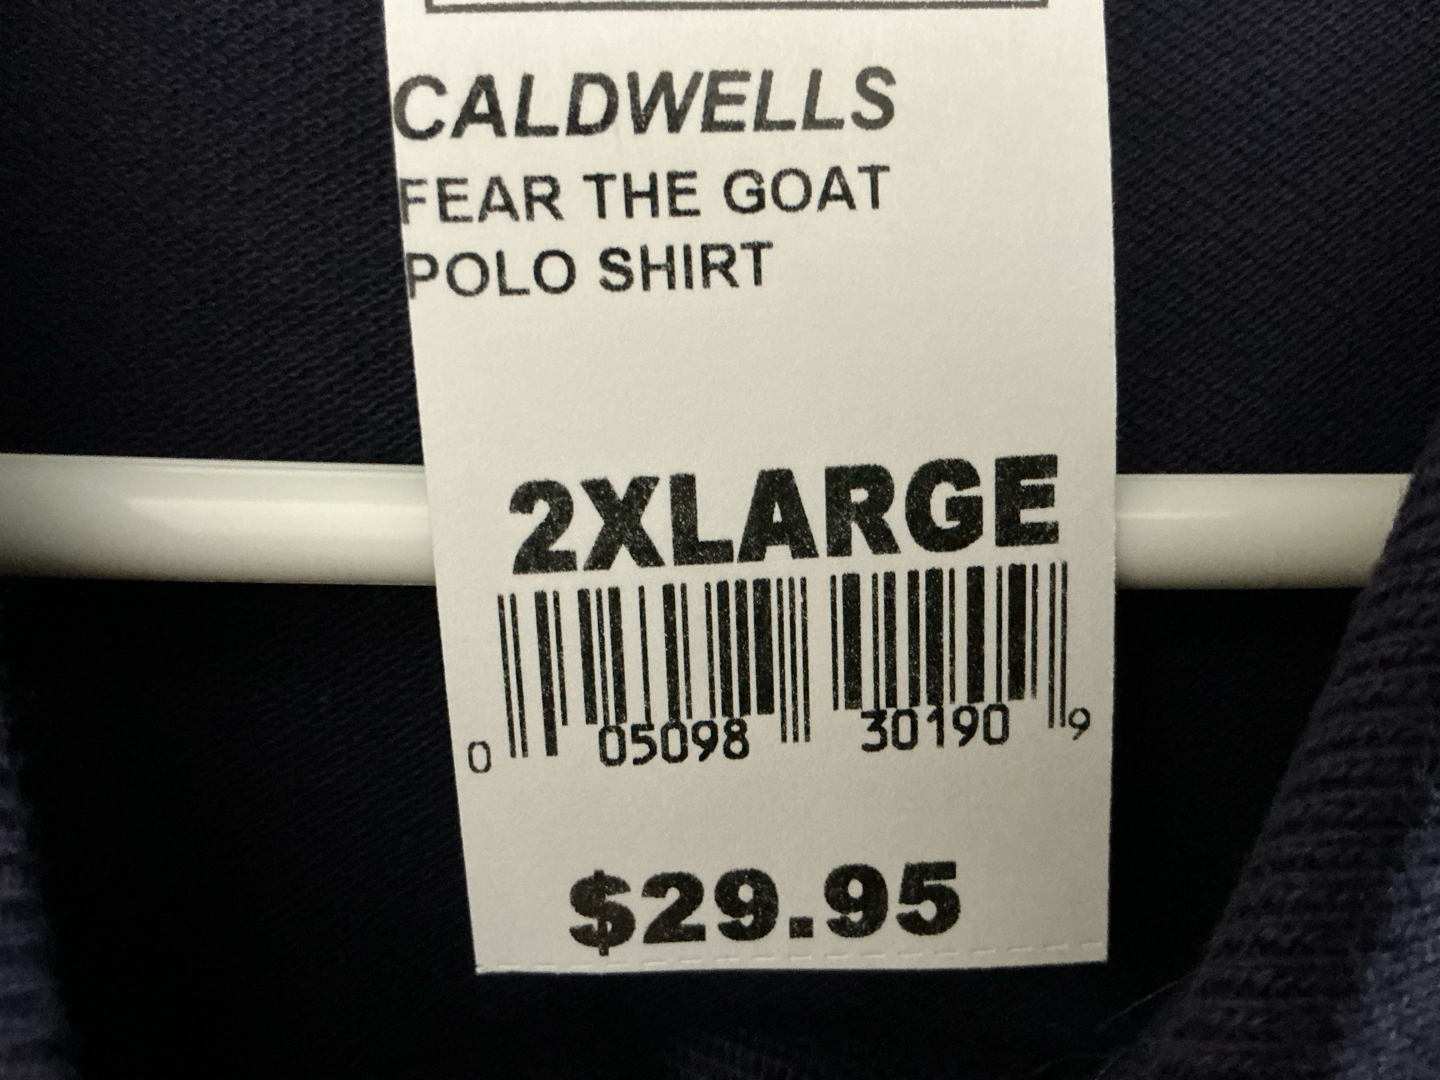 CALDWELLS
FEAR THE GOAT
POLO SHIRT
2XLARGE
0 05098 30190 9
$29.95